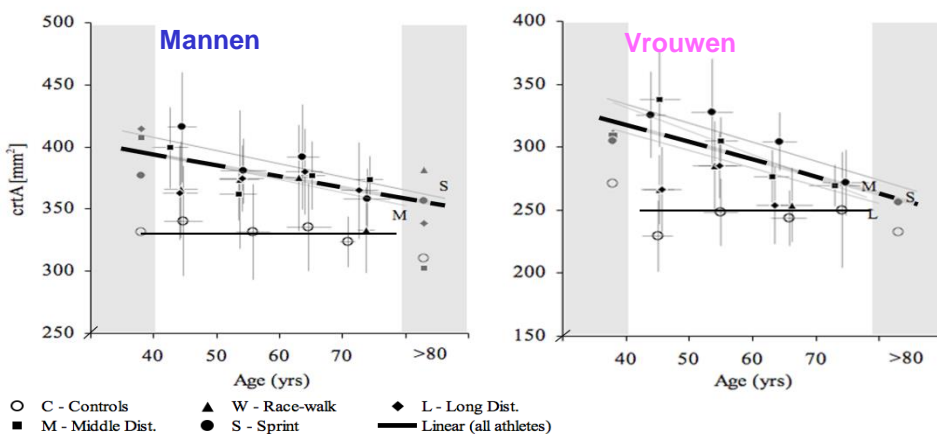 Mannen
500
450
400
350
300
250
crtA [mm²]
S
M
40 50 60 70 >80
Age (yrs)
Vrouwen
400
350
300
250
200
150
M
S
L
40 50 60 70 >80
Age (yrs)
C - Controls W - Race-walk L - Long Dist.
M - Middle Dist. S - Sprint Linear (all athletes)